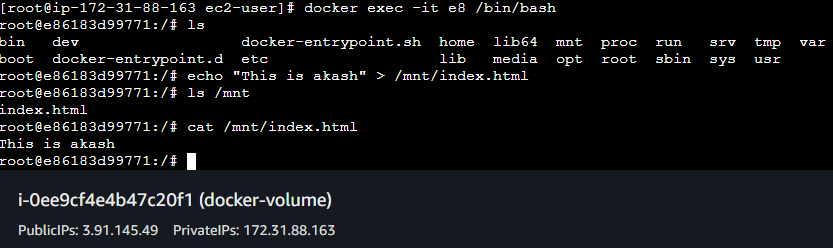 [root@ip-172-31-88-163 ec2-user]# docker exec -it e8 /bin/bash
root@e86183d99771:/# ls
bin   dev                  docker-entrypoint.sh  home  lib64  mnt  proc  run   srv  tmp  var
boot  docker-entrypoint.d  etc                   lib   media  opt  root  sbin  sys  usr
root@e86183d99771:/# echo "This is akash" > /mnt/index.html
root@e86183d99771:/# ls /mnt
index.html
root@e86183d99771:/# cat /mnt/index.html
This is akash
root@e86183d99771:/#
i-0ee9cf4e4b47c20f1 (docker-volume)
PublicIPs: 3.91.145.49   PrivateIPs: 172.31.88.163